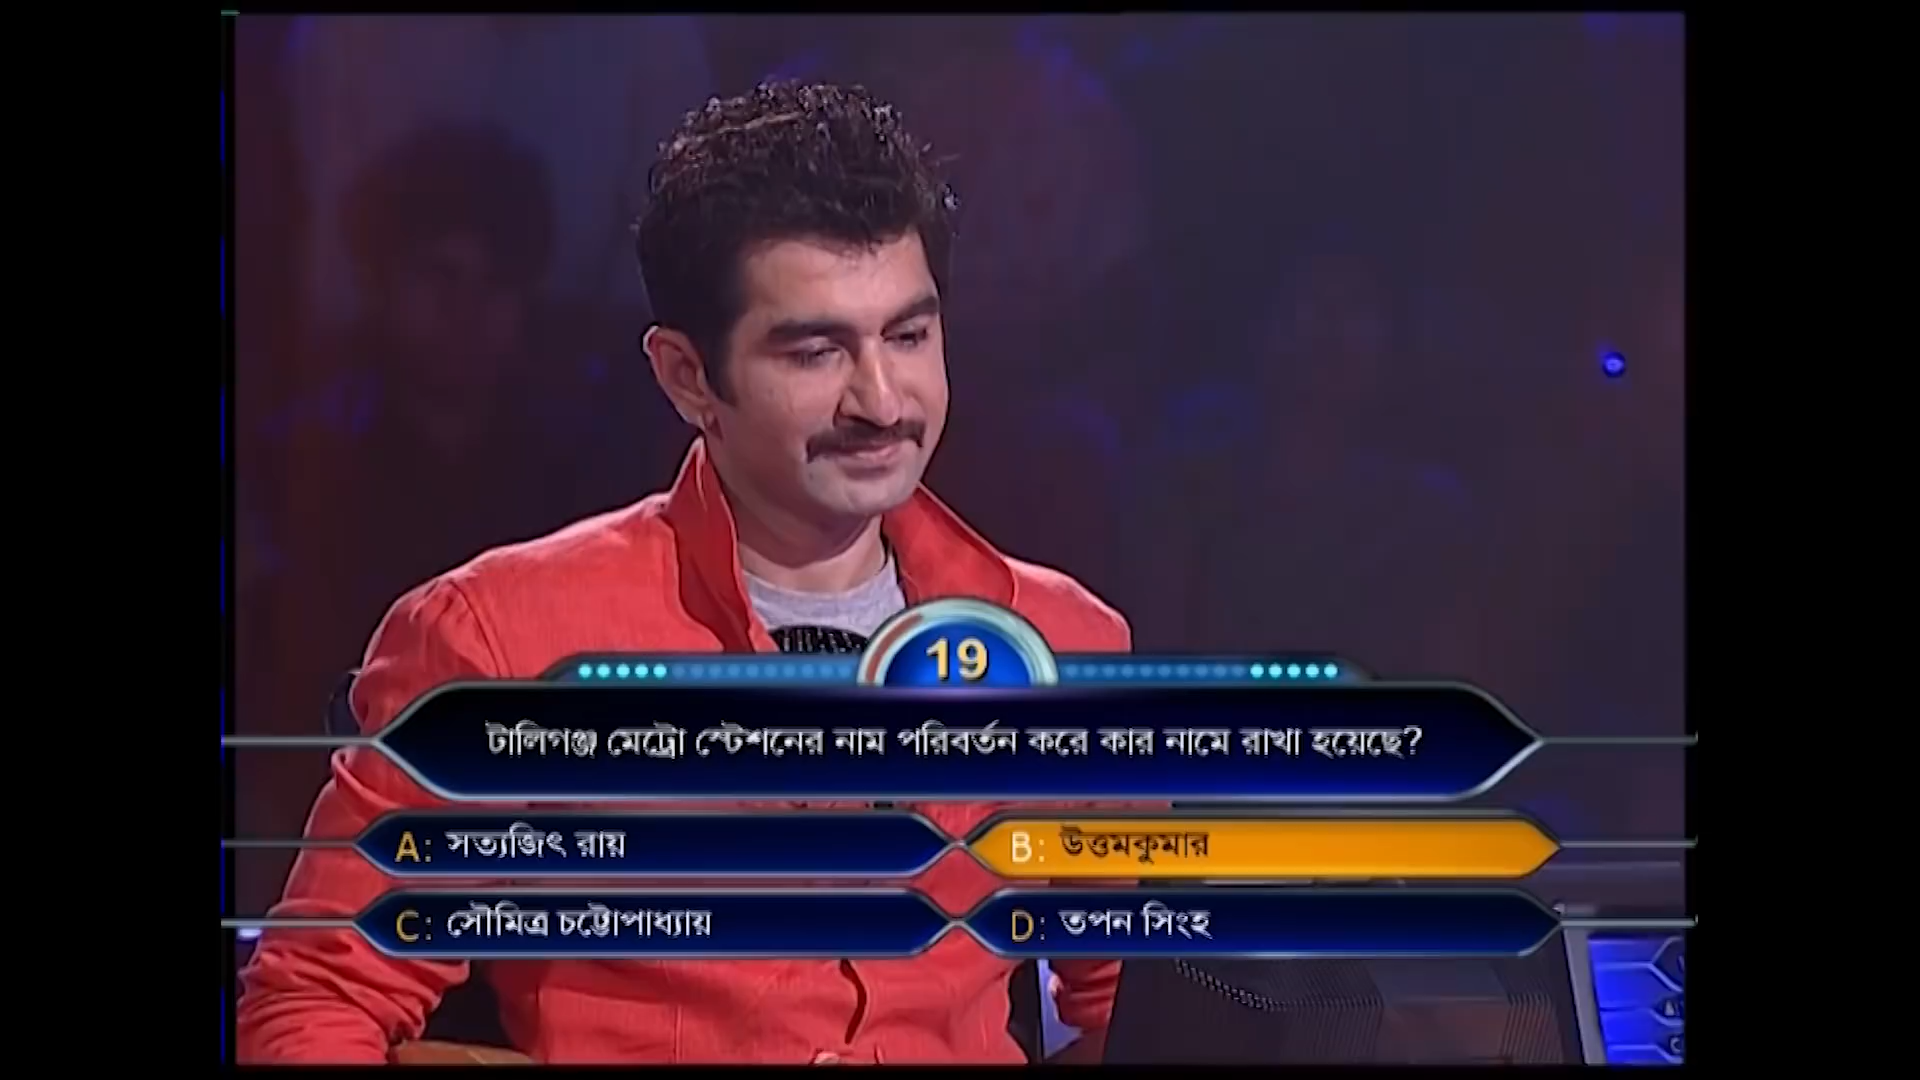 19
টালিগঞ্জ মেট্রো স্টেশনের নাম পরিবর্তন করে কার নামে রাখা হয়েছে?
A: সত্যজিৎ রায়
B: উত্তমকুমার
C: সৌমিত্র চট্টোপাধ্যায়
D: তপন সিংহ